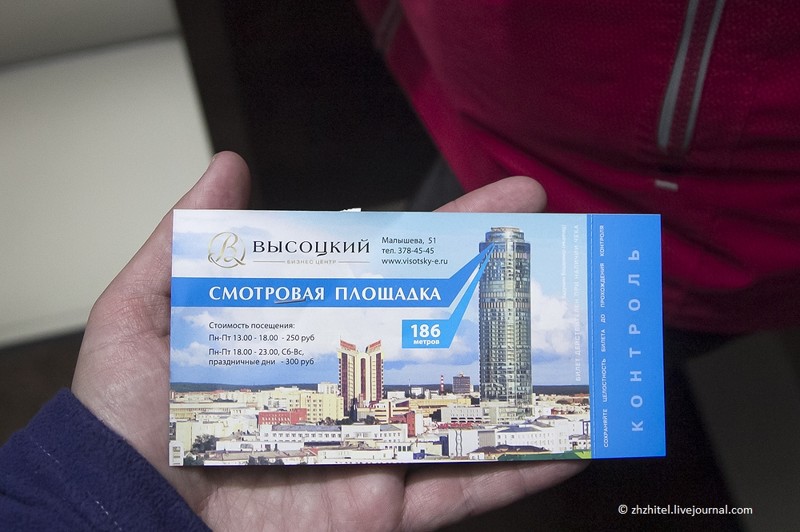 ВЫСОЦКИЙ
БИЗНЕС ЦЕНТР
Малышева, 51
тел. 378-45-45
www.visotsky-e.ru
СМОТРОВАЯ ПЛОЩАДКА
186
метров
Стоимость посещения:
Пн-Пт 13.00 - 18.00 - 250 руб
Пн-Пт 18.00 - 23.00, Сб-Вс,
праздничные дни - 300 руб
СОХРАНЯЙТЕ ЦЕЛОСТНОСТЬ БИЛЕТА ДО ПРОХОЖДЕНИЯ КОНТРОЛЯ
КОНТРОЛЬ
© zhzhitel.livejournal.com